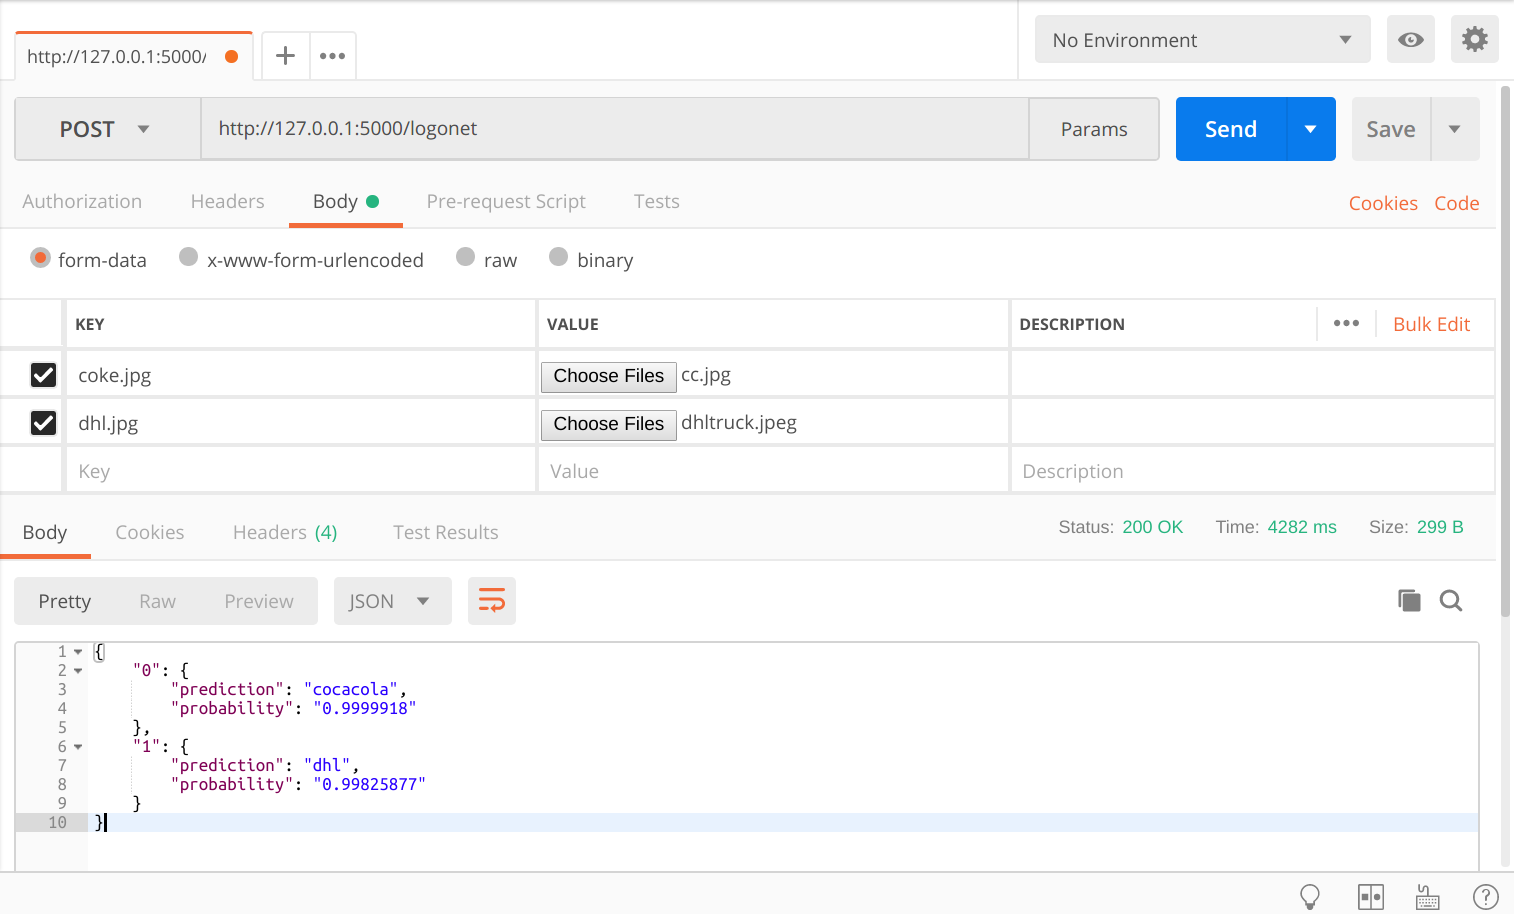 http://127.0.0.1:5000/
No Environment
POST http://127.0.0.1:5000/logonet Params Send Save
Authorization Headers Body Pre-request Script Tests Cookies Code
form-data x-www-form-urlencoded raw binary
KEY VALUE DESCRIPTION Bulk Edit
coke.jpg Choose Files cc.jpg
dhl.jpg Choose Files dhltruck.jpeg
Key Value Description
Body Cookies Headers (4) Test Results Status: 200 OK Time: 4282 ms Size: 299 B
Pretty Raw Preview JSON
1 {
2 "0": {
3 "prediction": "cocacola",
4 "probability": "0.9999918"
5 },
6 "1": {
7 "prediction": "dhl",
8 "probability": "0.99825877"
9 }
10 }